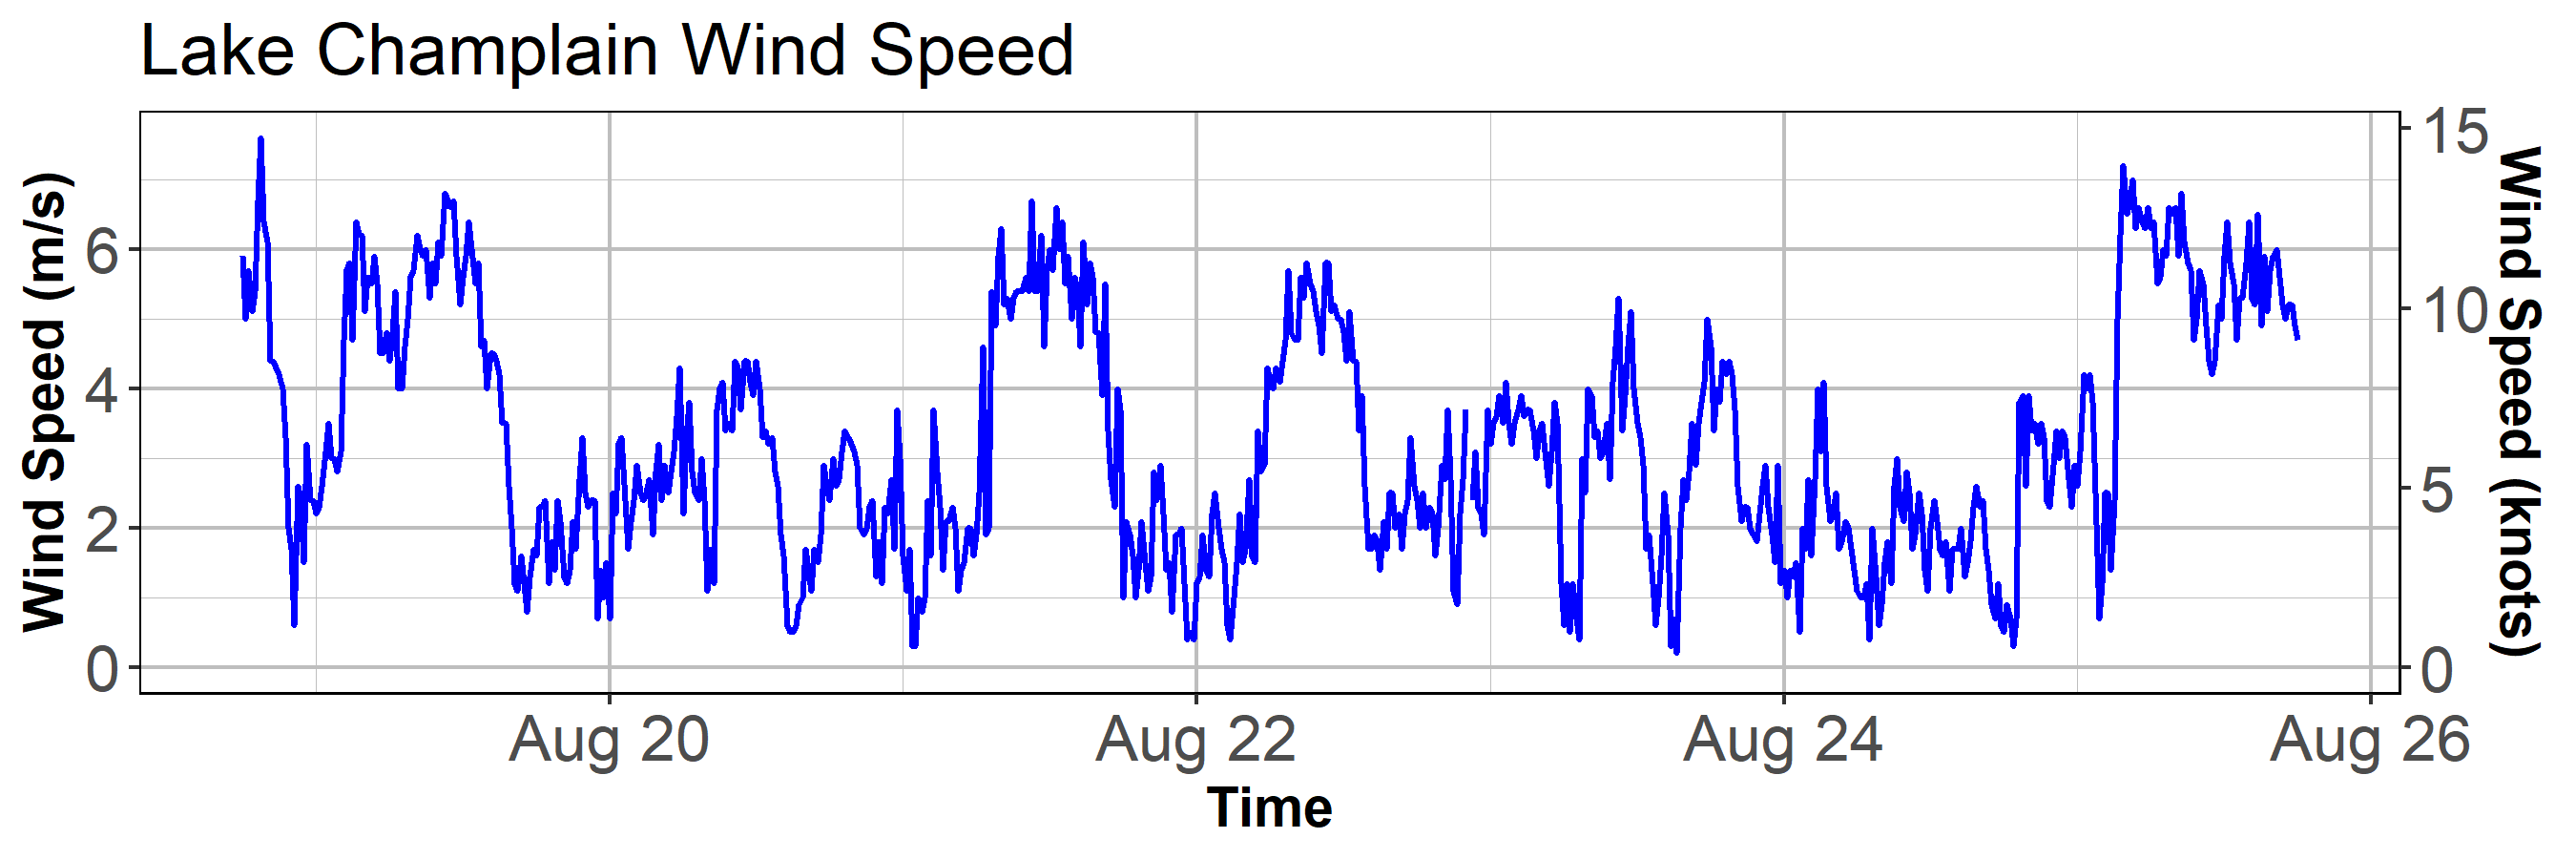 Lake Champlain Wind Speed
Wind Speed (m/s)
6
4
2
0
15
10
5
0
Wind Speed (knots)
Aug 20 Aug 22 Aug 24 Aug 26
Time